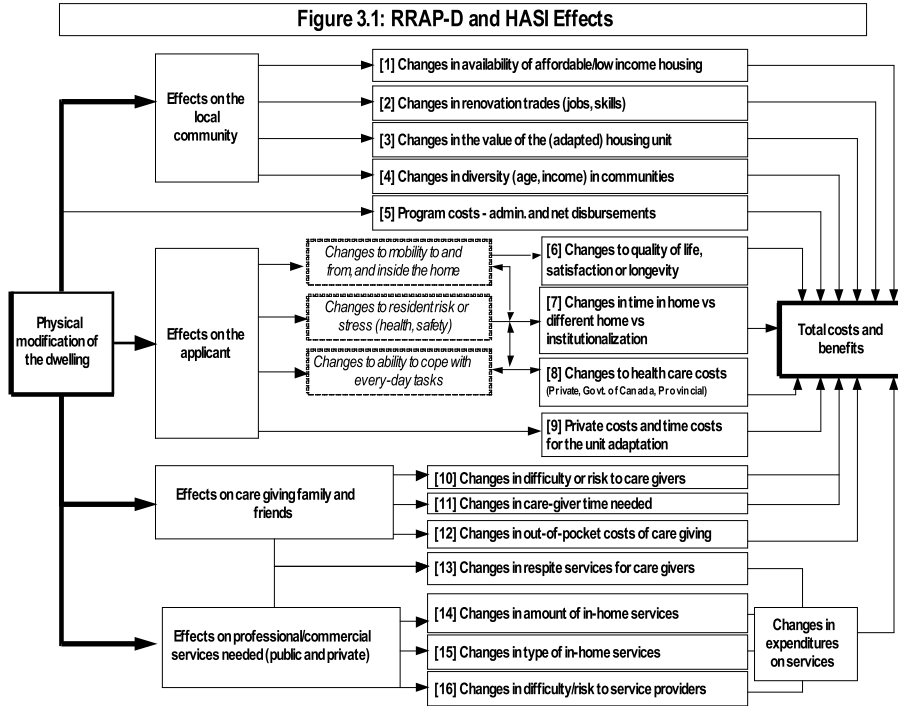 Figure 3.1: RRAP-D and HASI Effects
Physical
modification of
the dwelling
Effects on the
local
community
[1] Changes in availability of affordable/low income housing
[2] Changes in renovation trades (jobs, skills)
[3] Changes in the value of the (adapted) housing unit
[4] Changes in diversity (age, income) in communities
[5] Program costs - admin. and net disbursements
Effects on the
applicant
Changes to mobility to and
from, and inside the home
Changes to resident risk or
stress (health, safety)
Changes to ability to cope with
every-day tasks
[6] Changes to quality of life,
satisfaction or longevity
[7] Changes in time in home vs
different home vs
institutionalization
[8] Changes to health care costs
(Private, Govt. of Canada, Provincial)
[9] Private costs and time costs
for the unit adaptation
Total costs and
benefits
Effects on care giving family and
friends
[10] Changes in difficulty or risk to care givers
[11] Changes in care-giver time needed
[12] Changes in out-of-pocket costs of care giving
[13] Changes in respite services for care givers
Effects on professional/commercial
services needed (public and private)
[14] Changes in amount of in-home services
[15] Changes in type of in-home services
[16] Changes in difficulty/risk to service providers
Changes in
expenditures
on services